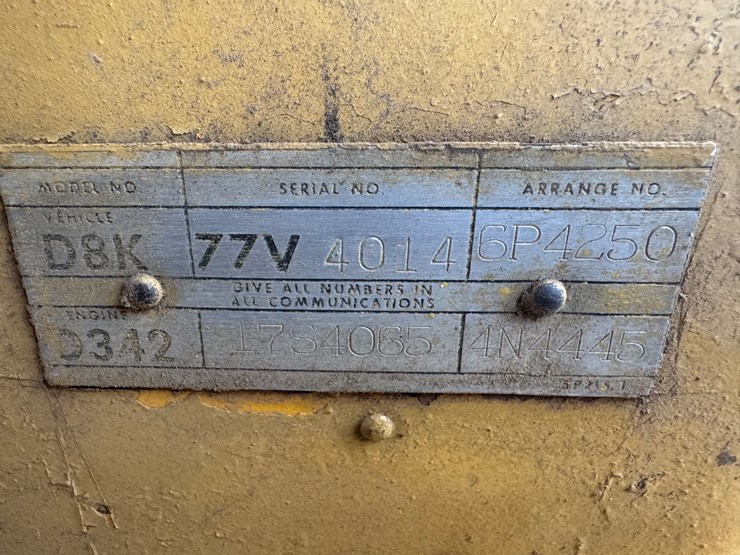 MODEL NO. SERIAL NO. ARRANGE NO.
VEHICLE
D8K 77V 4014 6P4250
GIVE ALL NUMBERS IN
ALL COMMUNICATIONS
ENGINE
D342 17S4065 4N4445